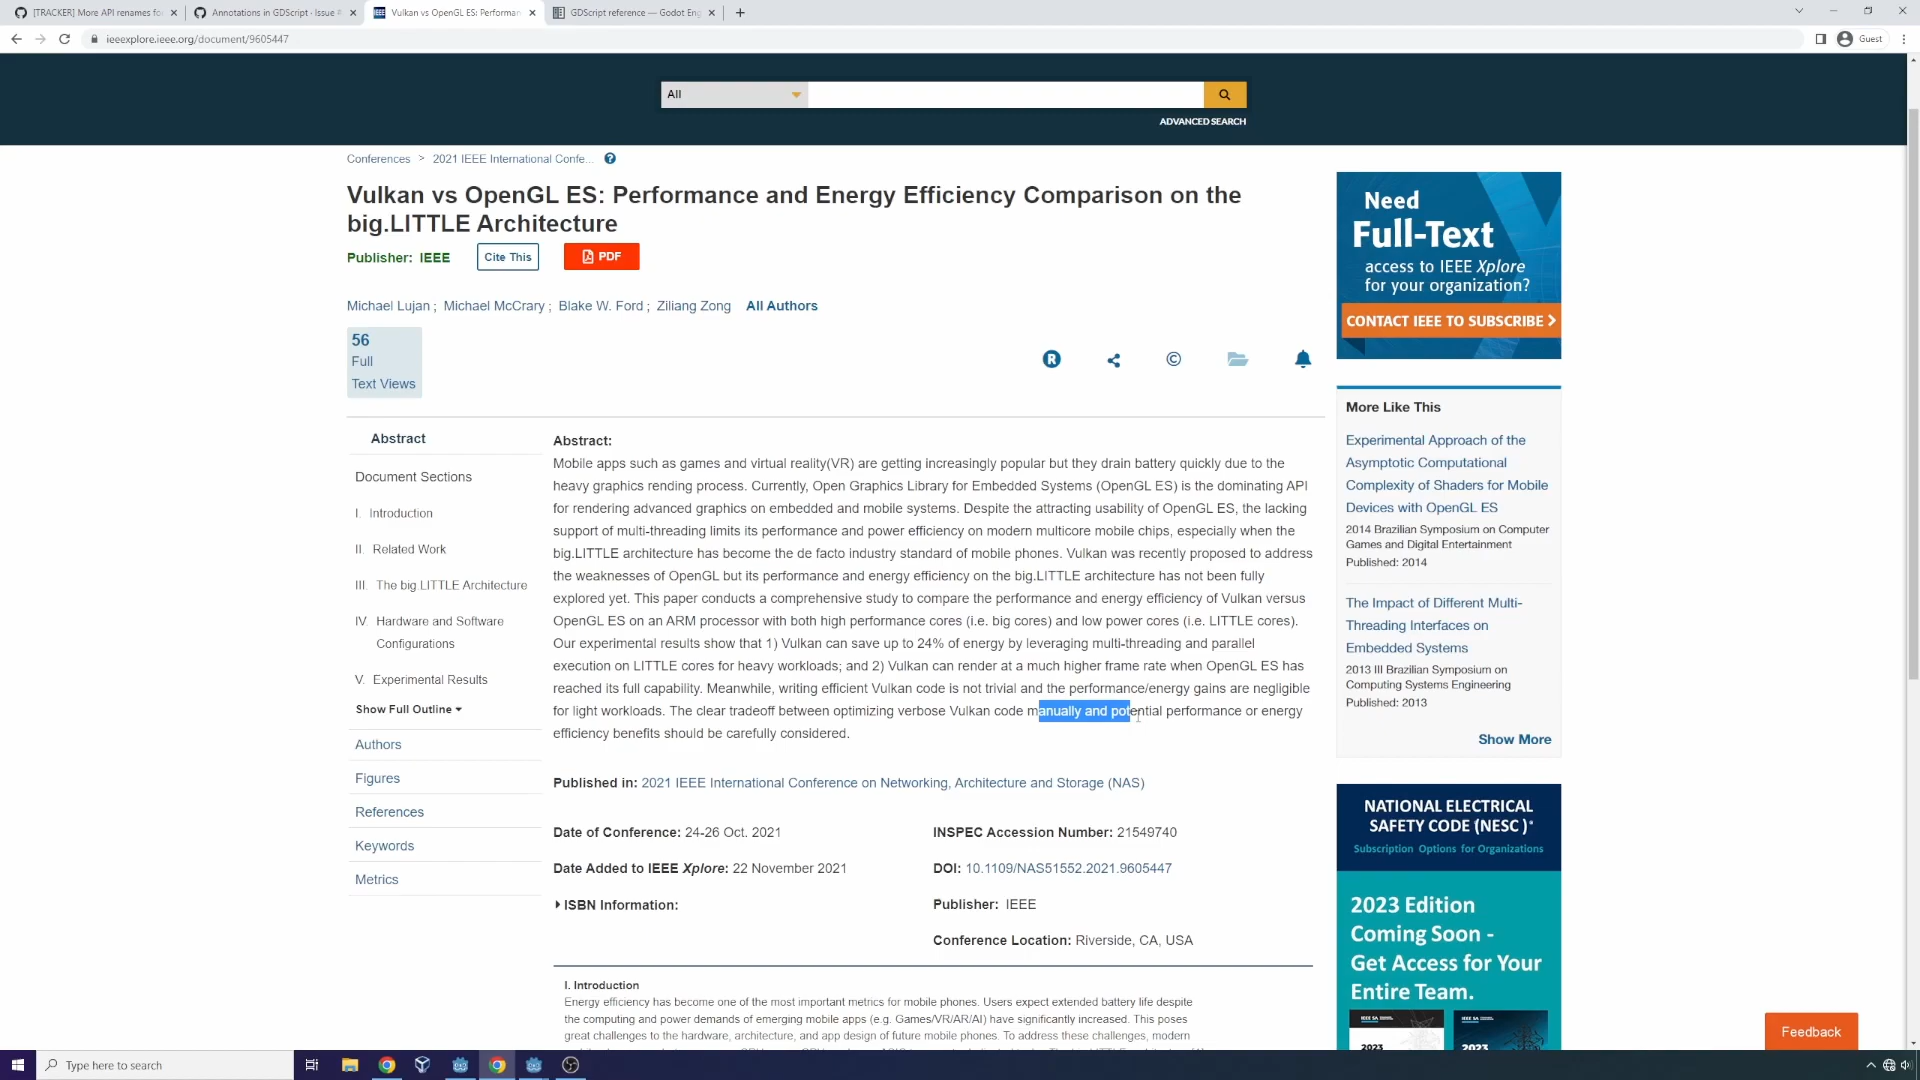 [TRACKER] More API renames fo
Annotations in GDScript · Issue #
Vulkan vs OpenGL ES: Performan
GDScript reference — Godot Eng
ieeexplore.ieee.org/document/9605447
Guest
All
ADVANCED SEARCH
Conferences > 2021 IEEE International Confe... ?
Vulkan vs OpenGL ES: Performance and Energy Efficiency Comparison on the
big.LITTLE Architecture
Publisher: IEEE
Cite This
PDF
Michael Lujan ; Michael McCrary ; Blake W. Ford ; Ziliang Zong All Authors
56
Full
Text Views
R
©
Abstract
Document Sections
I. Introduction
II. Related Work
III. The big.LITTLE Architecture
IV. Hardware and Software
Configurations
V. Experimental Results
Show Full Outline
Authors
Figures
References
Keywords
Metrics
Abstract:
Mobile apps such as games and virtual reality(VR) are getting increasingly popular but they drain battery quickly due to the
heavy graphics rending process. Currently, Open Graphics Library for Embedded Systems (OpenGL ES) is the dominating API
for rendering advanced graphics on embedded and mobile systems. Despite the attracting usability of OpenGL ES, the lacking
support of multi-threading limits its performance and power efficiency on modern multicore mobile chips, especially when the
big.LITTLE architecture has become the de facto industry standard of mobile phones. Vulkan was recently proposed to address
the weaknesses of OpenGL but its performance and energy efficiency on the big.LITTLE architecture has not been fully
explored yet. This paper conducts a comprehensive study to compare the performance and energy efficiency of Vulkan versus
OpenGL ES on an ARM processor with both high performance cores (i.e. big cores) and low power cores (i.e. LITTLE cores).
Our experimental results show that 1) Vulkan can save up to 24% of energy by leveraging multi-threading and parallel
execution on LITTLE cores for heavy workloads; and 2) Vulkan can render at a much higher frame rate when OpenGL ES has
reached its full capability. Meanwhile, writing efficient Vulkan code is not trivial and the performance/energy gains are negligible
for light workloads. The clear tradeoff between optimizing verbose Vulkan code manually and potential performance or energy
efficiency benefits should be carefully considered.
Published in: 2021 IEEE International Conference on Networking, Architecture and Storage (NAS)
Date of Conference: 24-26 Oct. 2021
Date Added to IEEE Xplore: 22 November 2021
ISBN Information:
INSPEC Accession Number: 21549740
DOI: 10.1109/NAS51552.2021.9605447
Publisher: IEEE
Conference Location: Riverside, CA, USA
I. Introduction
Energy efficiency has become one of the most important metrics for mobile phones. Users expect extended battery life despite
the computing and power demands of emerging mobile apps (e.g. Games/VR/AR/AI) have significantly increased. This poses
great challenges to the hardware, architecture, and app design of future mobile phones. To address these challenges, modern
Need
Full-Text
access to IEEE Xplore
for your organization?
CONTACT IEEE TO SUBSCRIBE >
More Like This
Experimental Approach of the
Asymptotic Computational
Complexity of Shaders for Mobile
Devices with OpenGL ES
2014 Brazilian Symposium on Computer
Games and Digital Entertainment
Published: 2014
The Impact of Different Multi-
Threading Interfaces on
Embedded Systems
2013 III Brazilian Symposium on
Computing Systems Engineering
Published: 2013
Show More
NATIONAL ELECTRICAL
SAFETY CODE (NESC)®
Subscription Options for Organizations
2023 Edition
Coming Soon -
Get Access for Your
Entire Team.
2023
2023
Feedback
Type here to search